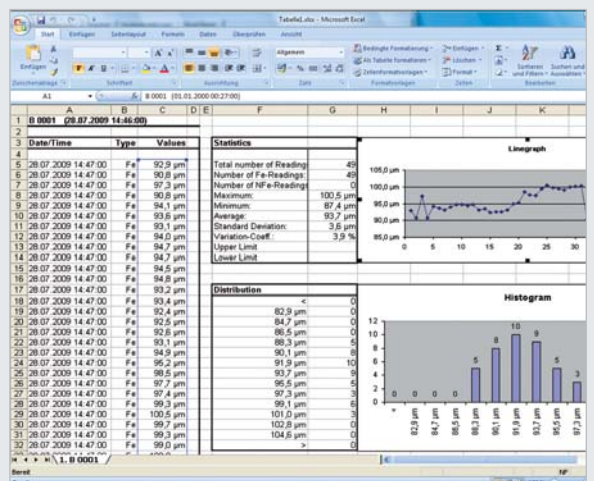 Tabelle1.xlsx - Microsoft Excel
Start Einfügen Seitenlayout Formeln Daten Überprüfen Ansicht
Einfügen
F K U
Allgemein
Bedingte Formatierung
Als Tabelle formatieren
Zellenformatvorlagen
Einfügen
Löschen
Format
Sortieren und Filtern
Suchen und Auswählen
Zwischenablage Schriftart Ausrichtung Zahl Formatvorlagen Zellen Bearbeiten
A1 B 0001 (01.01.2000 00:27:00)
A B C D E F G H I J K
1 B 0001 (28.07.2009 14:46:00)
2
3 Date/Time Type Values Statistics
4
5 28.07.2009 14:47:00 Fe 92,9 µm Total number of Reading 49
6 28.07.2009 14:47:00 Fe 90,8 µm Number of Fe-Readings: 49
7 28.07.2009 14:47:00 Fe 97,3 µm Number of NFe-Readings 0
8 28.07.2009 14:47:00 Fe 90,8 µm Maximum: 100,5 µm
9 28.07.2009 14:47:00 Fe 94,1 µm Minimum: 87,4 µm
10 28.07.2009 14:47:00 Fe 93,6 µm Average: 93,7 µm
11 28.07.2009 14:47:00 Fe 93,1 µm Standard Deviation: 3,6 µm
12 28.07.2009 14:47:00 Fe 94,0 µm Variation-Coeff.: 3,9 %
13 28.07.2009 14:47:00 Fe 94,7 µm Upper Limit
14 28.07.2009 14:47:00 Fe 94,7 µm Lower Limit
15 28.07.2009 14:47:00 Fe 94,5 µm
16 28.07.2009 14:47:00 Fe 94,8 µm
17 28.07.2009 14:47:00 Fe 93,2 µm Distribution
18 28.07.2009 14:47:00 Fe 93,4 µm < 0
19 28.07.2009 14:47:00 Fe 92,4 µm 82,9 µm 0
20 28.07.2009 14:47:00 Fe 92,5 µm 84,7 µm 0
21 28.07.2009 14:47:00 Fe 92,6 µm 86,5 µm 0
22 28.07.2009 14:47:00 Fe 93,1 µm 88,3 µm 5
23 28.07.2009 14:47:00 Fe 94,9 µm 90,1 µm 8
24 28.07.2009 14:47:00 Fe 95,2 µm 91,9 µm 10
25 28.07.2009 14:47:00 Fe 98,5 µm 93,7 µm 9
26 28.07.2009 14:47:00 Fe 97,7 µm 95,5 µm 5
27 28.07.2009 14:47:00 Fe 97,4 µm 97,3 µm 3
28 28.07.2009 14:47:00 Fe 99,3 µm 99,1 µm 6
29 28.07.2009 14:47:00 Fe 100,5 µm 101,0 µm 3
30 28.07.2009 14:47:00 Fe 99,7 µm 102,8 µm 0
31 28.07.2009 14:47:00 Fe 99,3 µm 104,6 µm 0
32 28.07.2009 14:47:00 Fe 99,0 µm > 0
Linegraph
105,0 µm
100,0 µm
95,0 µm
90,0 µm
85,0 µm
0 5 10 15 20 25 30
Histogram
12
10
8
6
4
2
0
0 0 0 0 5 8 10 9 5 3
< 82,9 µm 84,7 µm 86,5 µm 88,3 µm 90,1 µm 91,9 µm 93,7 µm 95,5 µm 97,3 µm
1. B 0001
Bereit NF